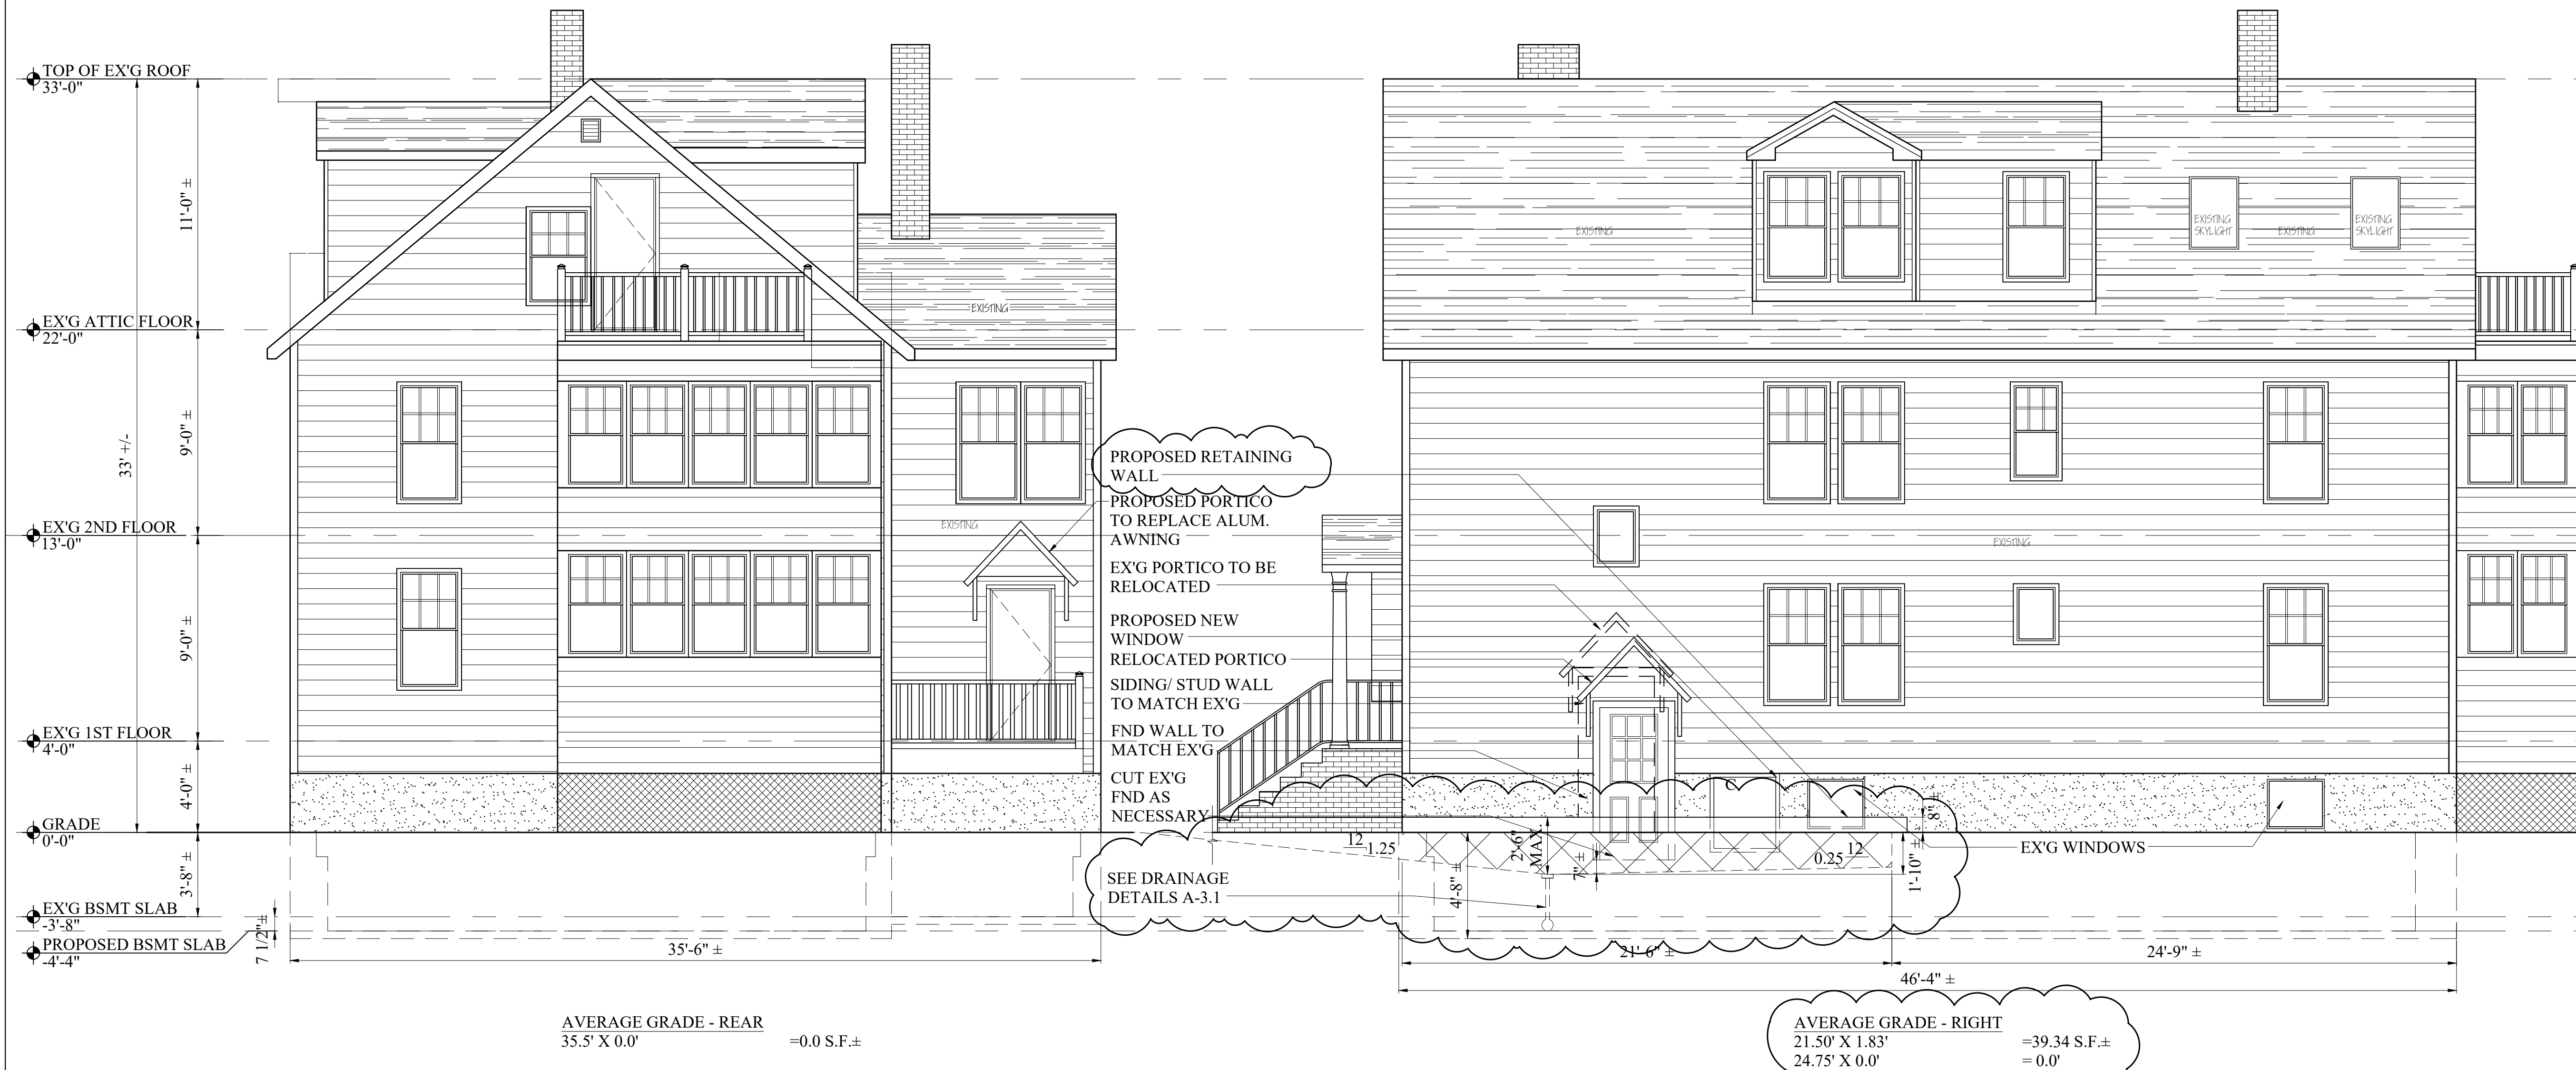 TOP OF EX'G ROOF
33'-0"
11'-0" ±
EX'G ATTIC FLOOR
22'-0"
9'-0" ±
33' +/-
EX'G 2ND FLOOR
13'-0"
9'-0" ±
EX'G 1ST FLOOR
4'-0"
4'-0" ±
GRADE
0'-0"
3'-8" ±
EX'G BSMT SLAB
-3'-8"
7 1/2"±
PROPOSED BSMT SLAB
-4'-4"
EXISTING
EXISTING
35'-6" ±
AVERAGE GRADE - REAR
35.5' X 0.0' =0.0 S.F.±
PROPOSED RETAINING
WALL
PROPOSED PORTICO
TO REPLACE ALUM.
AWNING
EX'G PORTICO TO BE
RELOCATED
PROPOSED NEW
WINDOW
RELOCATED PORTICO
SIDING/ STUD WALL
TO MATCH EX'G
FND WALL TO
MATCH EX'G
CUT EX'G
FND AS
NECESSARY
SEE DRAINAGE
DETAILS A-3.1
EXISTING
EXISTING
SKYLIGHT
EXISTING
EXISTING
SKYLIGHT
EXISTING
C
12
1.25
4'-8" ±
2'-6"
MAX.
7" ±
0.25
12
1'-10" ±
8" ±
EX'G WINDOWS
21'-6" ±
24'-9" ±
46'-4" ±
AVERAGE GRADE - RIGHT
21.50' X 1.83' =39.34 S.F.±
24.75' X 0.0' = 0.0'